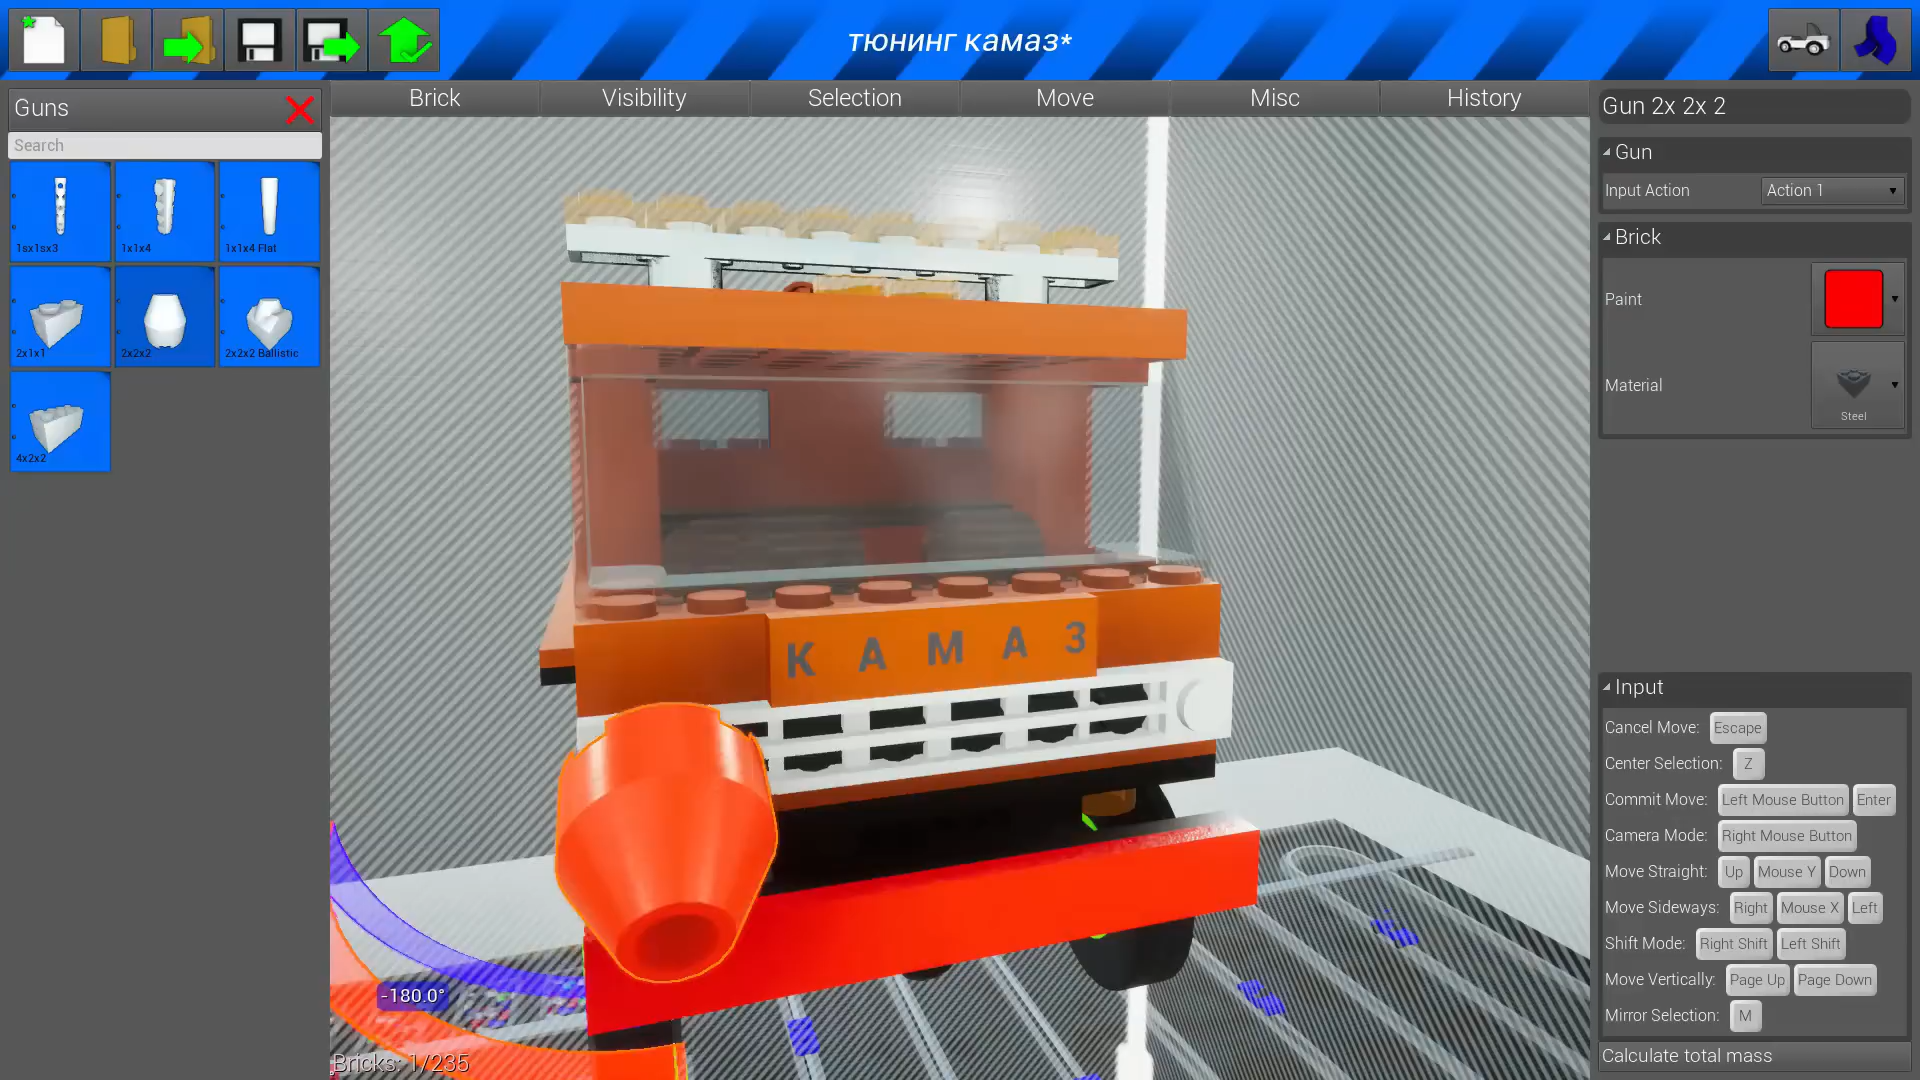 тюнинг камаз*
Guns
Search
1sx1sx3
1x1x4
1x1x4 Flat
2x1x1
2x2x2
2x2x2 Ballistic
4x2x2
Brick
Visibility
Selection
Move
Misc
History
КАМАЗ
-180.0°
Bricks: 1/235
Gun 2x 2x 2
Gun
Input Action
Action 1
Brick
Paint
Material
Steel
Input
Cancel Move: Escape
Center Selection: Z
Commit Move: Left Mouse Button Enter
Camera Mode: Right Mouse Button
Move Straight: Up Mouse Y Down
Move Sideways: Right Mouse X Left
Shift Mode: Right Shift Left Shift
Move Vertically: Page Up Page Down
Mirror Selection: M
Calculate total mass